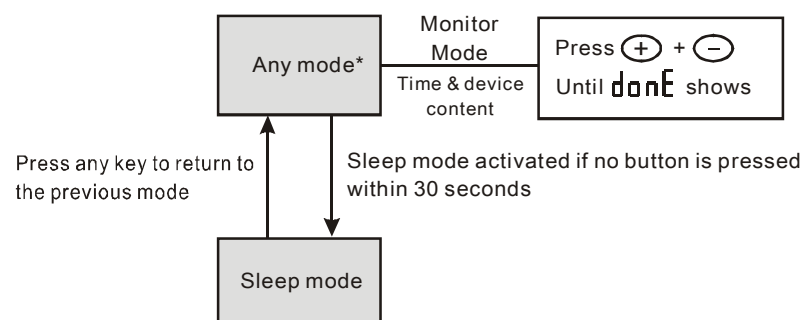 Monitor
Mode
Any mode*
Time & device
content
Press + + -
Until donE shows
Press any key to return to
the previous mode
Sleep mode activated if no button is pressed
within 30 seconds
Sleep mode